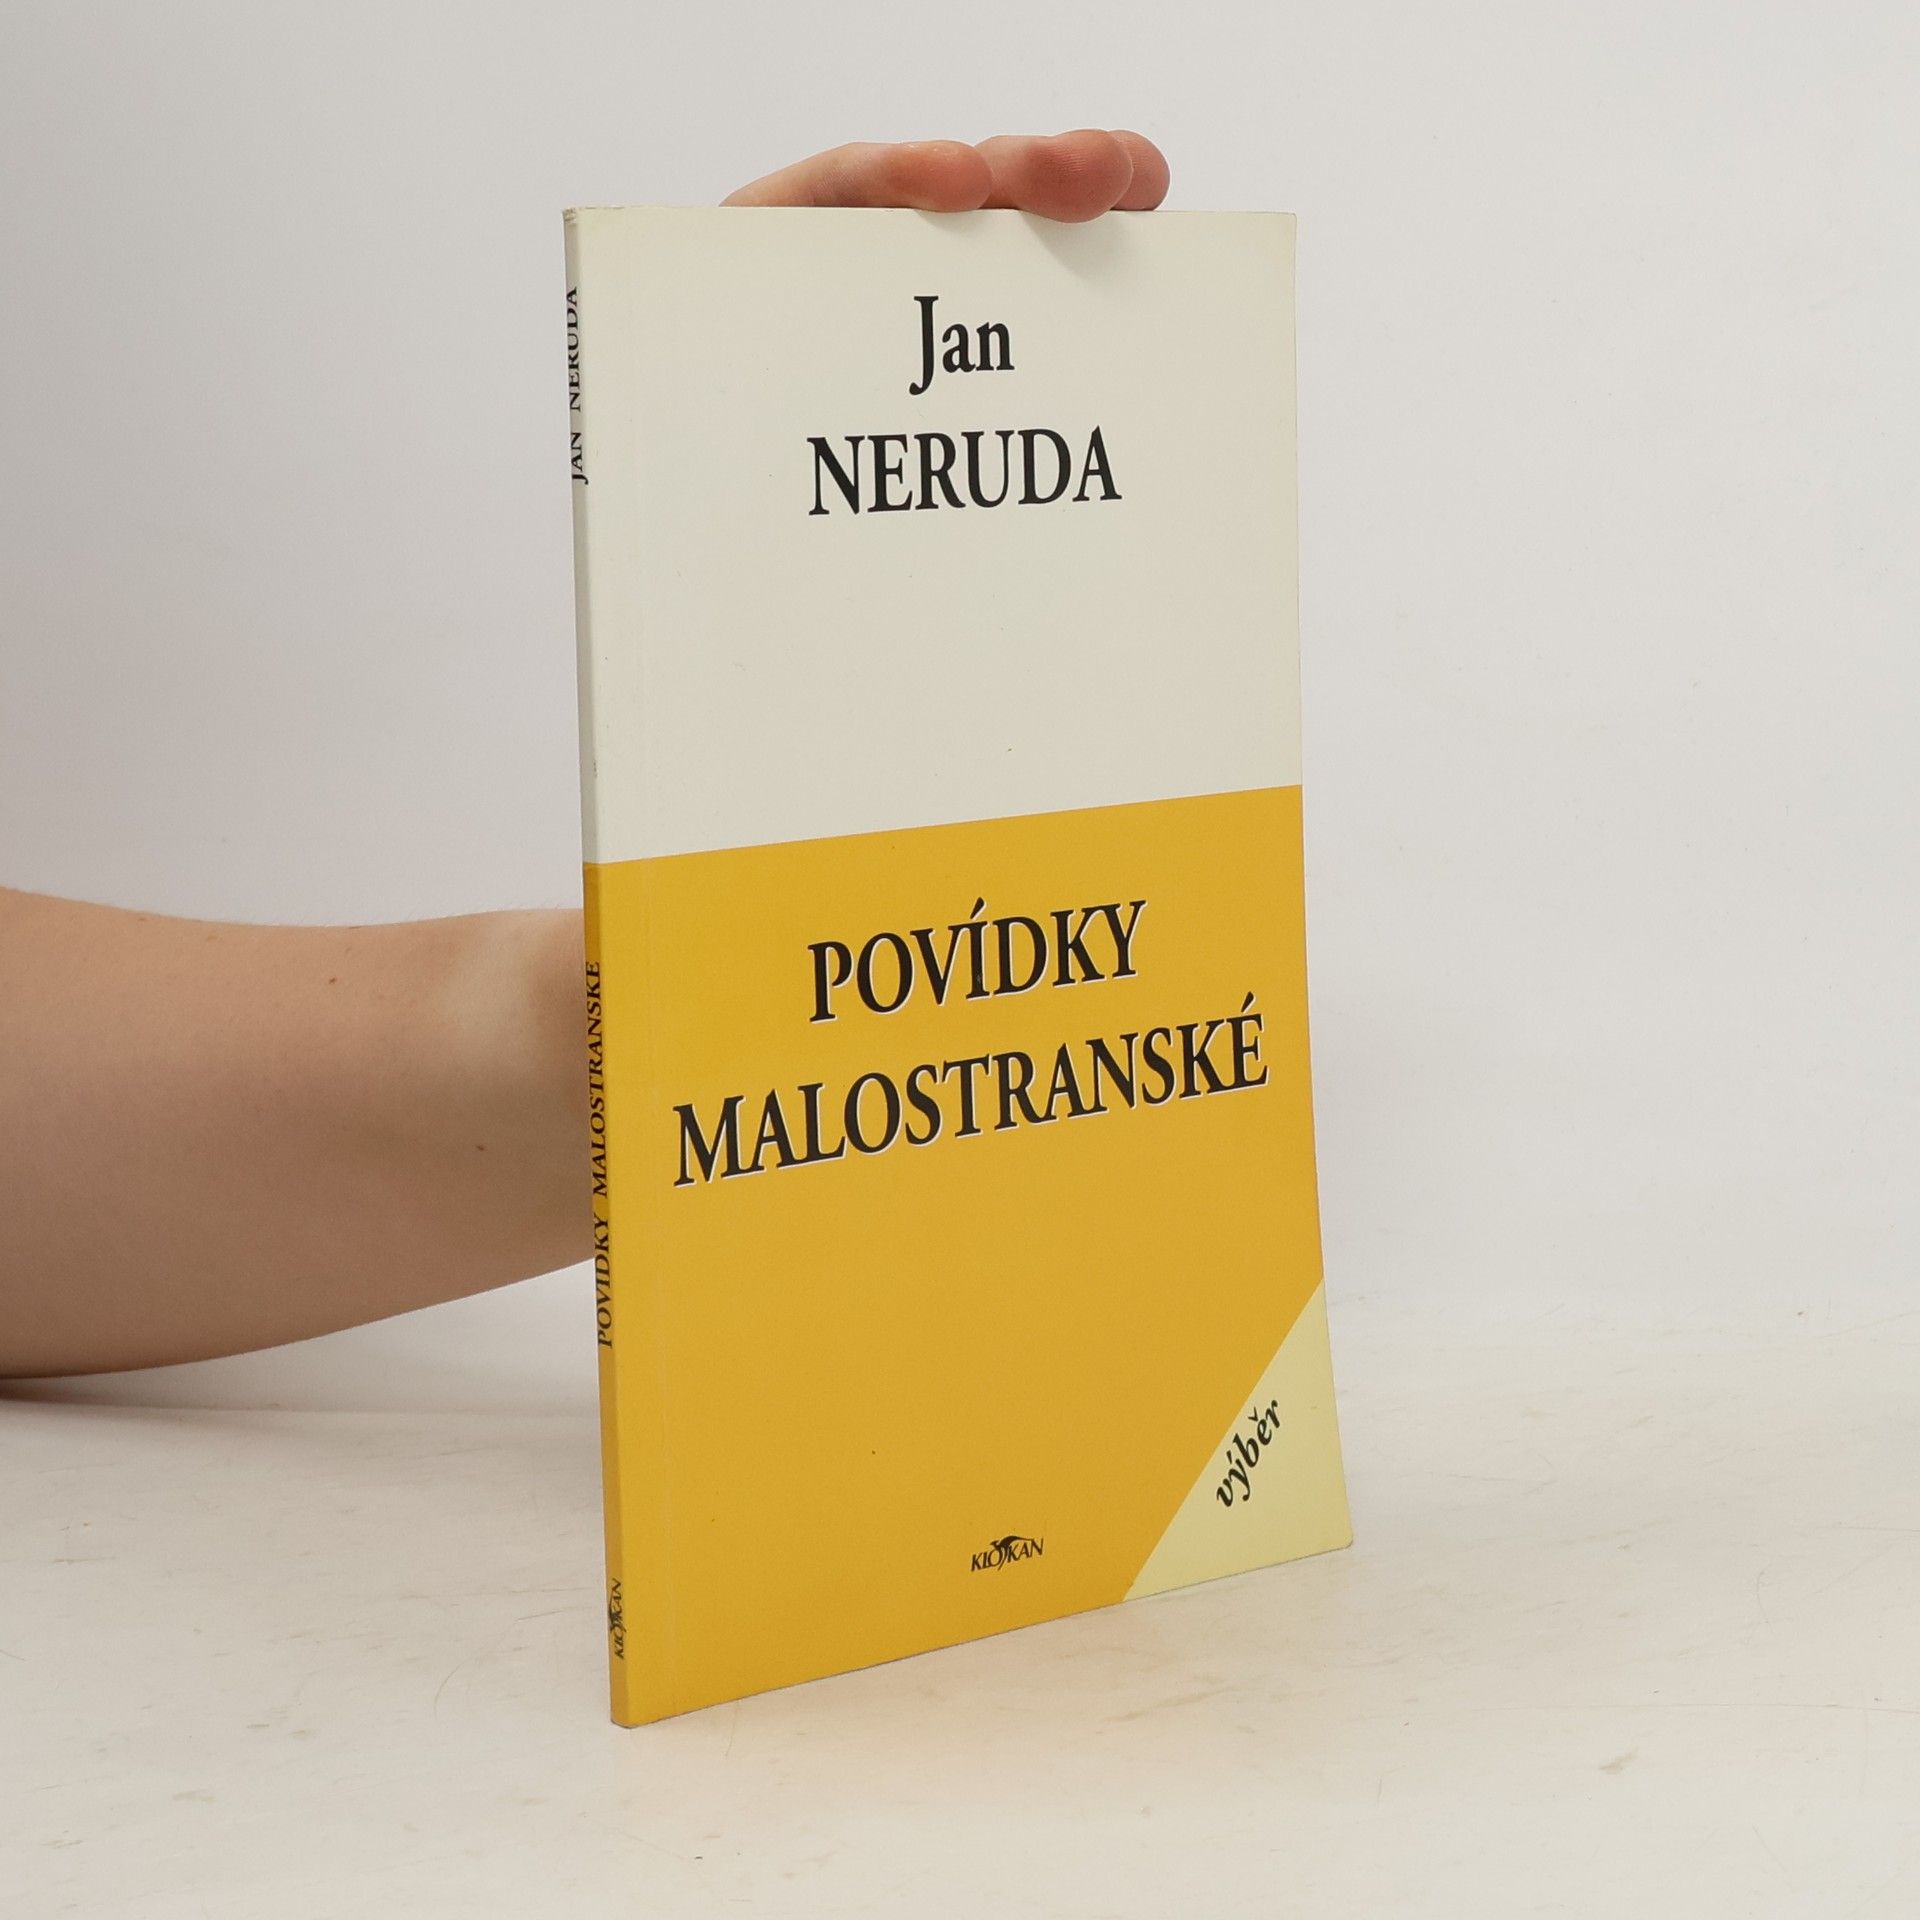 Jan
NERUDA
POVÍDKY
MALOSTRANSKÉ
výběr
KLOKAN
JAN NERUDA
POVÍDKY MALOSTRANSKÉ
KLOKAN